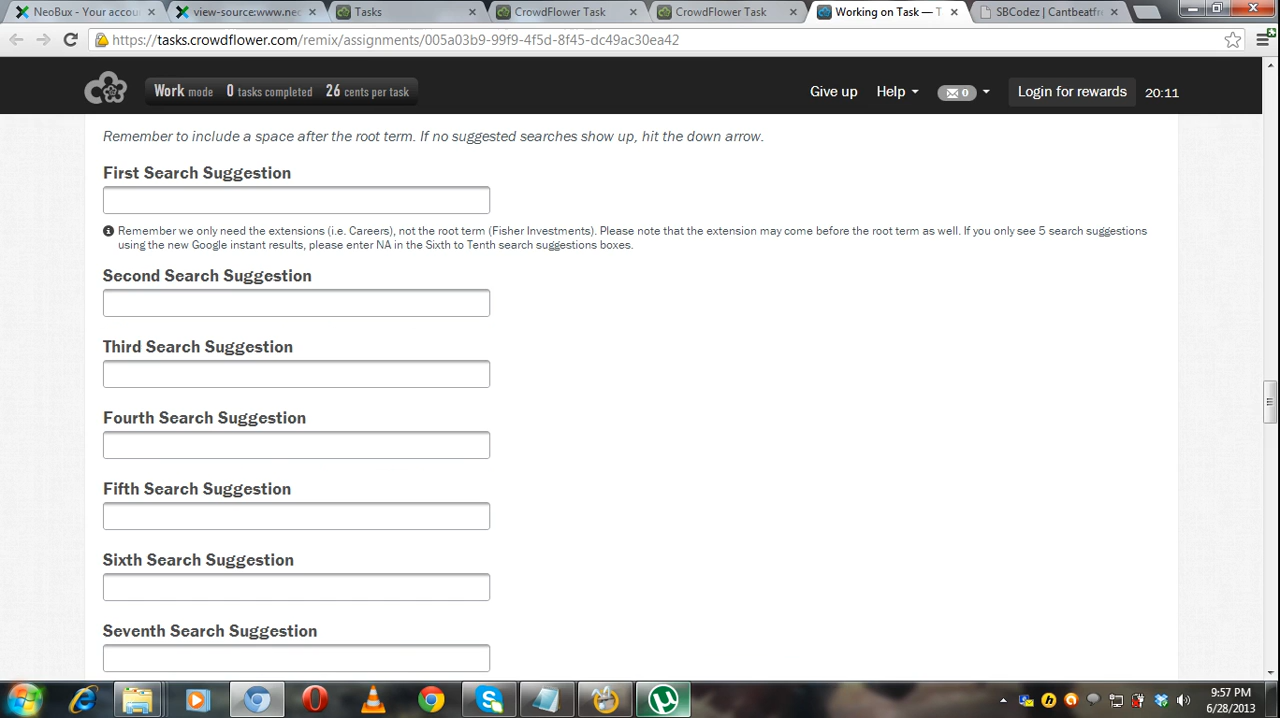 NeoBux - Your accou
view-source:www.neo
Tasks
CrowdFlower Task
CrowdFlower Task
Working on Task — T
SBCodez | Cantbeatfr
https://tasks.crowdflower.com/remix/assignments/005a03b9-99f9-4f5d-8f45-dc49ac30ea42
Work mode 0 tasks completed 26 cents per task
Give up Help 0 Login for rewards 20:11
Remember to include a space after the root term. If no suggested searches show up, hit the down arrow.
First Search Suggestion
Remember we only need the extensions (i.e. Careers), not the root term (Fisher Investments). Please note that the extension may come before the root term as well. If you only see 5 search suggestions
using the new Google instant results, please enter NA in the Sixth to Tenth search suggestions boxes.
Second Search Suggestion
Third Search Suggestion
Fourth Search Suggestion
Fifth Search Suggestion
Sixth Search Suggestion
Seventh Search Suggestion
9:57 PM
6/28/2013